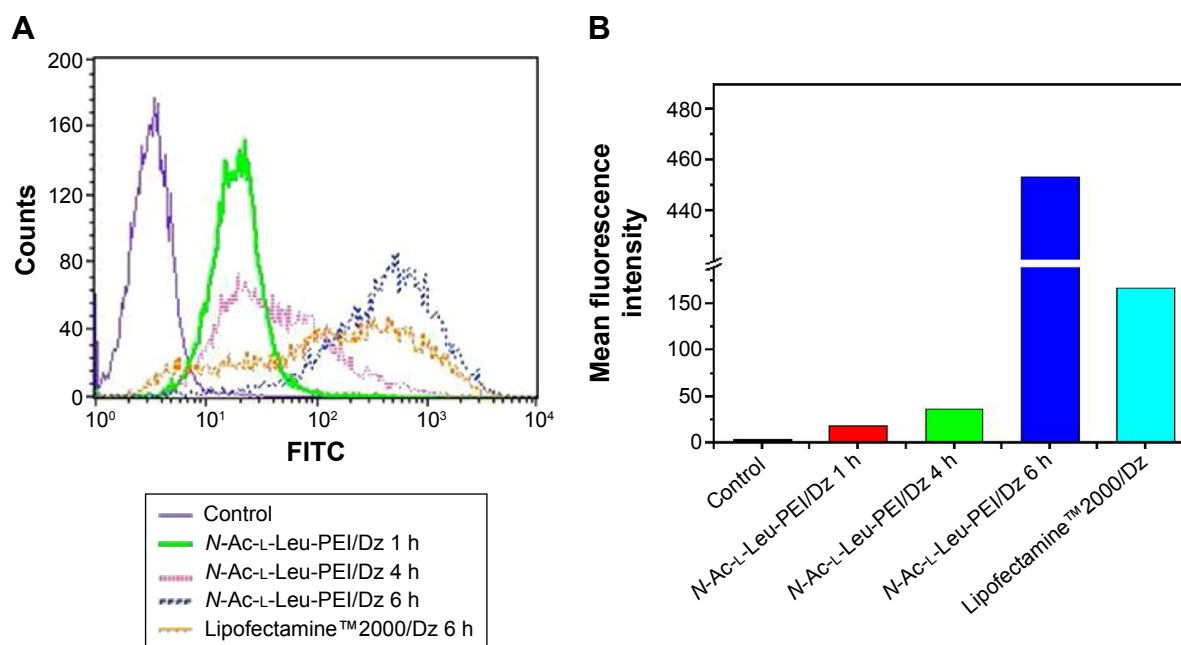 A
200
160
120
80
40
0
Counts
10⁰
10¹
10²
10³
10⁴
FITC
Control
N-Ac-L-Leu-PEI/Dz 1 h
N-Ac-L-Leu-PEI/Dz 4 h
N-Ac-L-Leu-PEI/Dz 6 h
Lipofectamine™2000/Dz 6 h
B
480
460
440
150
100
50
0
Mean fluorescence
intensity
Control
N-Ac-L-Leu-PEI/Dz 1 h
N-Ac-L-Leu-PEI/Dz 4 h
N-Ac-L-Leu-PEI/Dz 6 h
Lipofectamine™2000/Dz